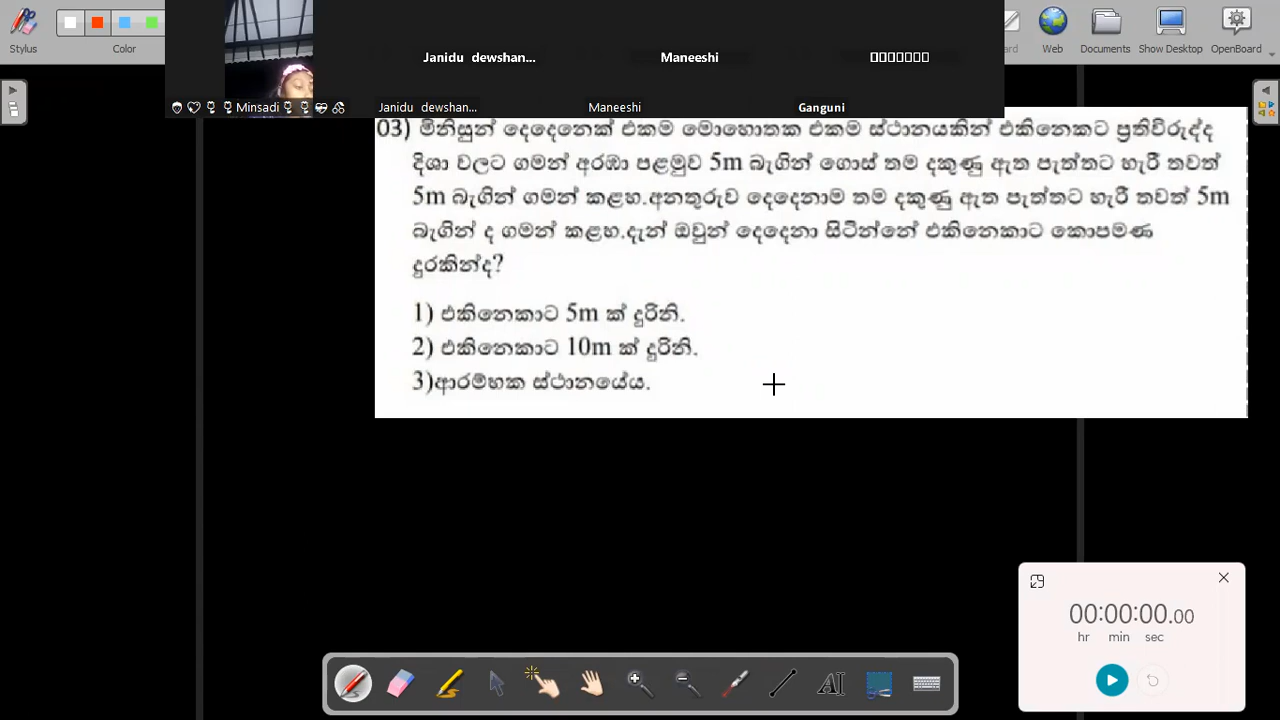 Stylus
Color
Janidu dewshan...
Maneeshi
Web
Documents
Show Desktop
OpenBoard
Minsadi
Janidu dewshan...
Maneeshi
Ganguni
03) මිනිසුන් දෙදෙනෙක් එකම මොහොතක එකම ස්ථානයකින් එකිනෙකට ප්‍රතිවිරුද්ද
දිශා වලට ගමන් අරඹා පළමුව 5m බැගින් ගොස් තම දකුණු ඇත පැත්තට හැරී තවත්
5m බැගින් ගමන් කළහ.අනතුරුව දෙදෙනාම තම දකුණු ඇත පැත්තට හැරී තවත් 5m
බැගින් ද ගමන් කළහ.දැන් ඔවුන් දෙදෙනා සිටින්නේ එකිනෙකාට කොපමණ
දුරකින්ද?
1) එකිනෙකාට 5m ක් දුරිනි.
2) එකිනෙකාට 10m ක් දුරිනි.
3)ආරම්භක ස්ථානයේය.
00:00:00.00
hr min sec